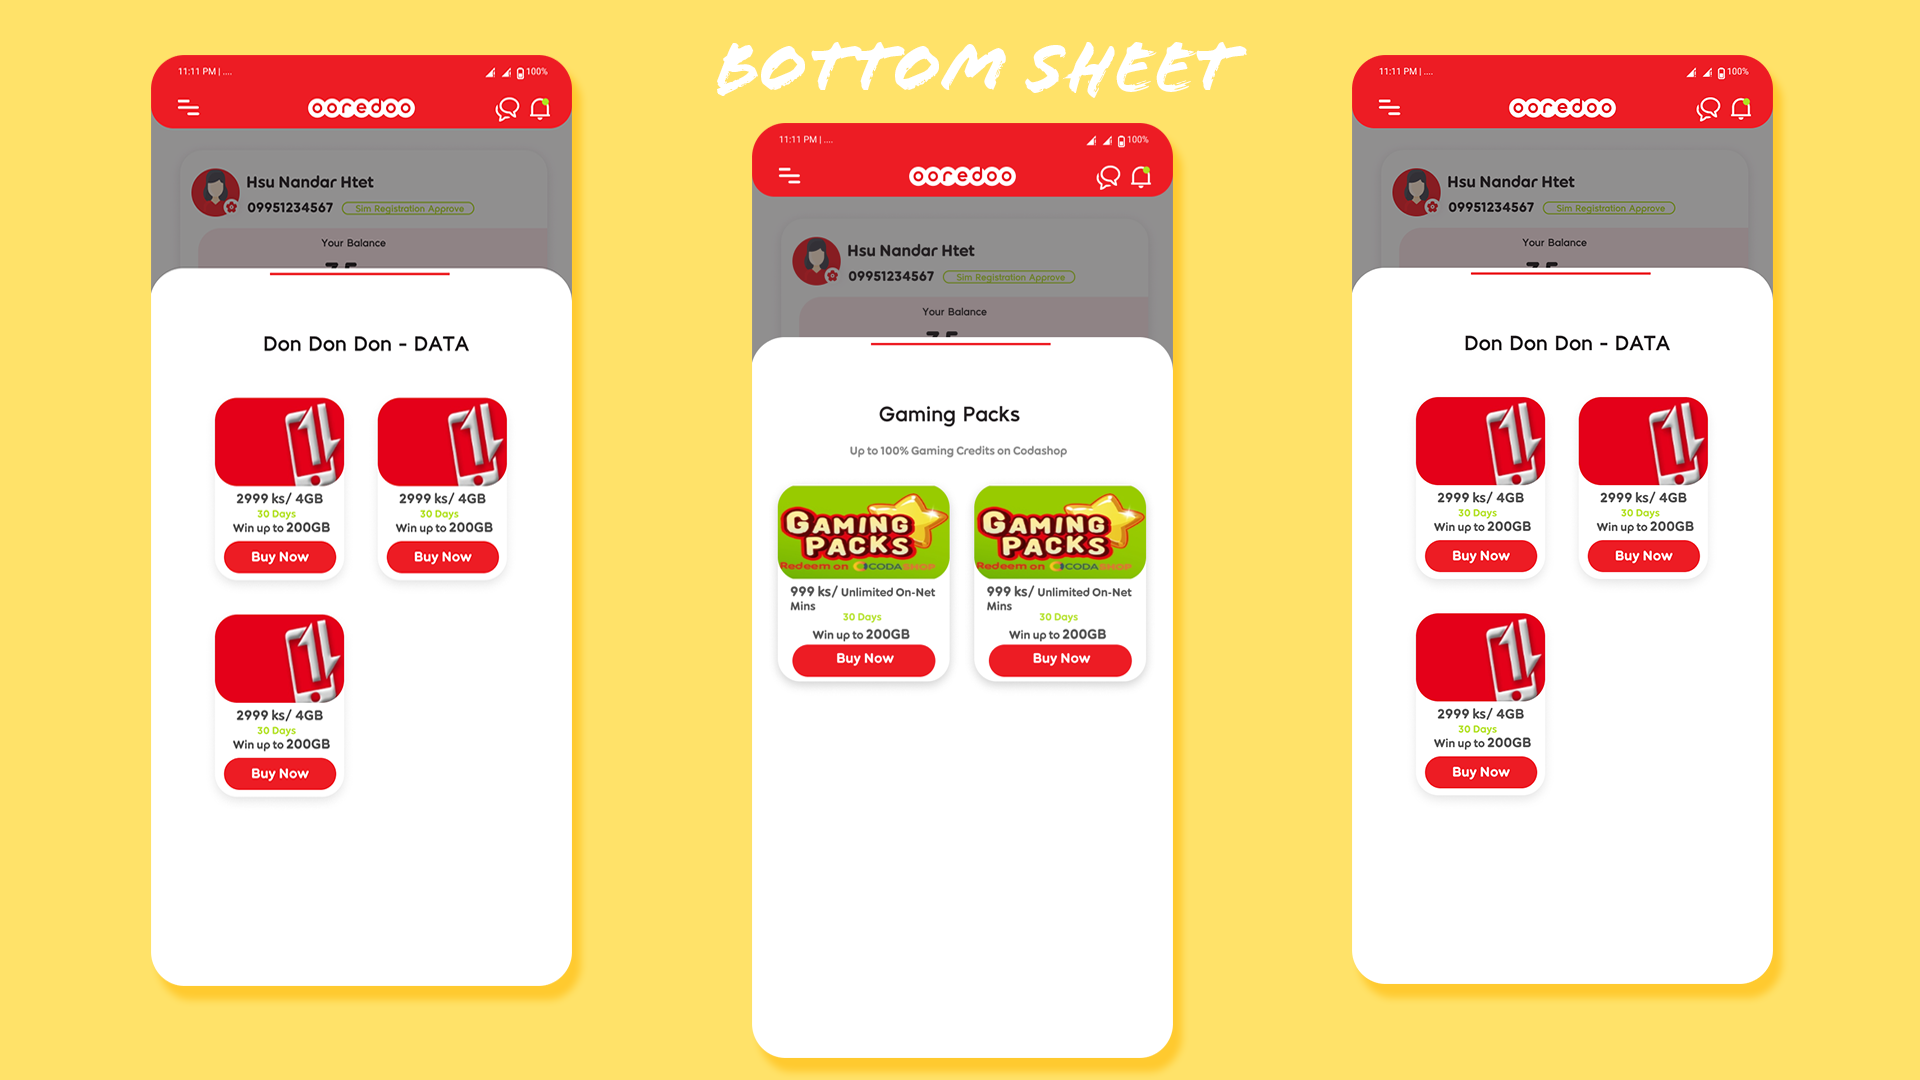 BOTTOM SHEET
11:11 PM | ....
100%
ooredoo
Hsu Nandar Htet
09951234567
Sim Registration Approve
Your Balance
Don Don Don - DATA
2999 ks/ 4GB
30 Days
Win up to 200GB
Buy Now
2999 ks/ 4GB
30 Days
Win up to 200GB
Buy Now
2999 ks/ 4GB
30 Days
Win up to 200GB
Buy Now
11:11 PM | ....
100%
ooredoo
Hsu Nandar Htet
09951234567
Sim Registration Approve
Your Balance
Gaming Packs
Up to 100% Gaming Credits on Codashop
GAMING
PACKS
Redeem on CODASHOP
999 ks/ Unlimited On-Net
Mins
30 Days
Win up to 200GB
Buy Now
GAMING
PACKS
Redeem on CODASHOP
999 ks/ Unlimited On-Net
Mins
30 Days
Win up to 200GB
Buy Now
11:11 PM | ....
100%
ooredoo
Hsu Nandar Htet
09951234567
Sim Registration Approve
Your Balance
Don Don Don - DATA
2999 ks/ 4GB
30 Days
Win up to 200GB
Buy Now
2999 ks/ 4GB
30 Days
Win up to 200GB
Buy Now
2999 ks/ 4GB
30 Days
Win up to 200GB
Buy Now